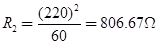 R₂ = (220)² / 60 = 806.67Ω